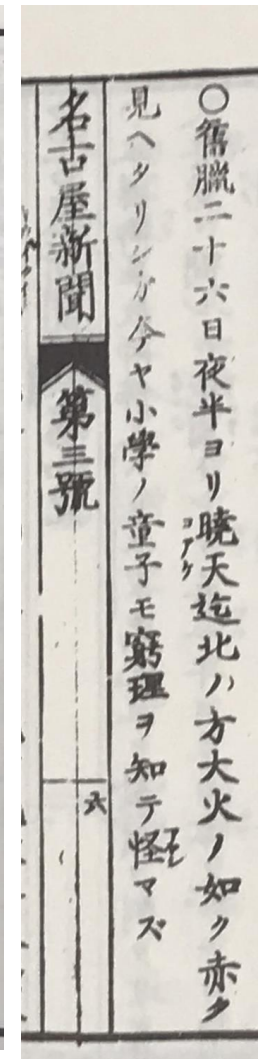 ○舊臘二十六日夜半ヨリ曉天迄北ノ方大火ノ如ク赤ク
見ヘタリシガ今ヤ小學ノ童子モ窮理ヲ知テ怪マズ
名古屋新聞 第三號
六